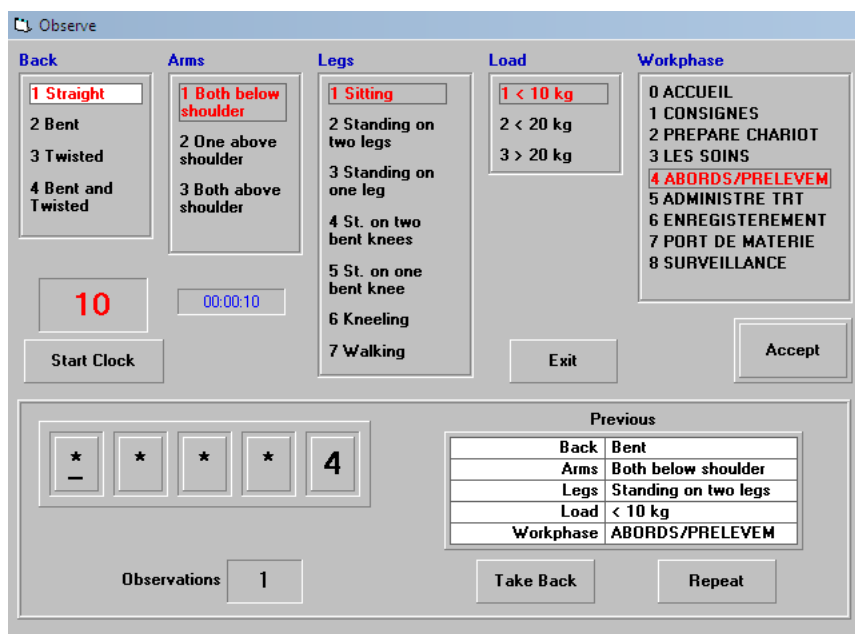 Observe
Back
1 Straight
2 Bent
3 Twisted
4 Bent and
Twisted
Arms
1 Both below
shoulder
2 One above
shoulder
3 Both above
shoulder
Legs
1 Sitting
2 Standing on
two legs
3 Standing on
one leg
4 St. on two
bent knees
5 St. on one
bent knee
6 Kneeling
7 Walking
Load
1 < 10 kg
2 < 20 kg
3 > 20 kg
Workphase
0 ACCUEIL
1 CONSIGNES
2 PREPARE CHARIOT
3 LES SOINS
4 ABORDS/PRELEVEM
5 ADMINISTRE TRT
6 ENREGISTEREMENT
7 PORT DE MATERIE
8 SURVEILLANCE
10
00:00:10
Start Clock
Exit
Accept
* * * * 4
Observations 1
Previous
Back Bent
Arms Both below shoulder
Legs Standing on two legs
Load < 10 kg
Workphase ABORDS/PRELEVEM
Take Back
Repeat